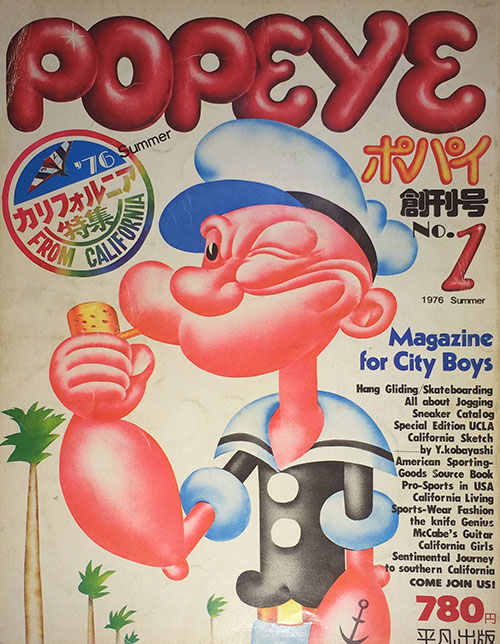 POPEYE
'76 Summer
カリフォルニア
特集
FROM CALIFORNIA
ポパイ
創刊号
No.1
1976 Summer
Magazine
for City Boys
Hang Gliding/Skateboarding
All about Jogging
Sneaker Catalog
Special Edition UCLA
California Sketch
by Y.kobayashi
American Sporting-
Goods Source Book
Pro-Sports in USA
California Living
Sports-Wear Fashion
the knife Genius
McCabe's Guitar
California Girls
Sentimental Journey
to southern California
COME JOIN US!
780円
平凡出版